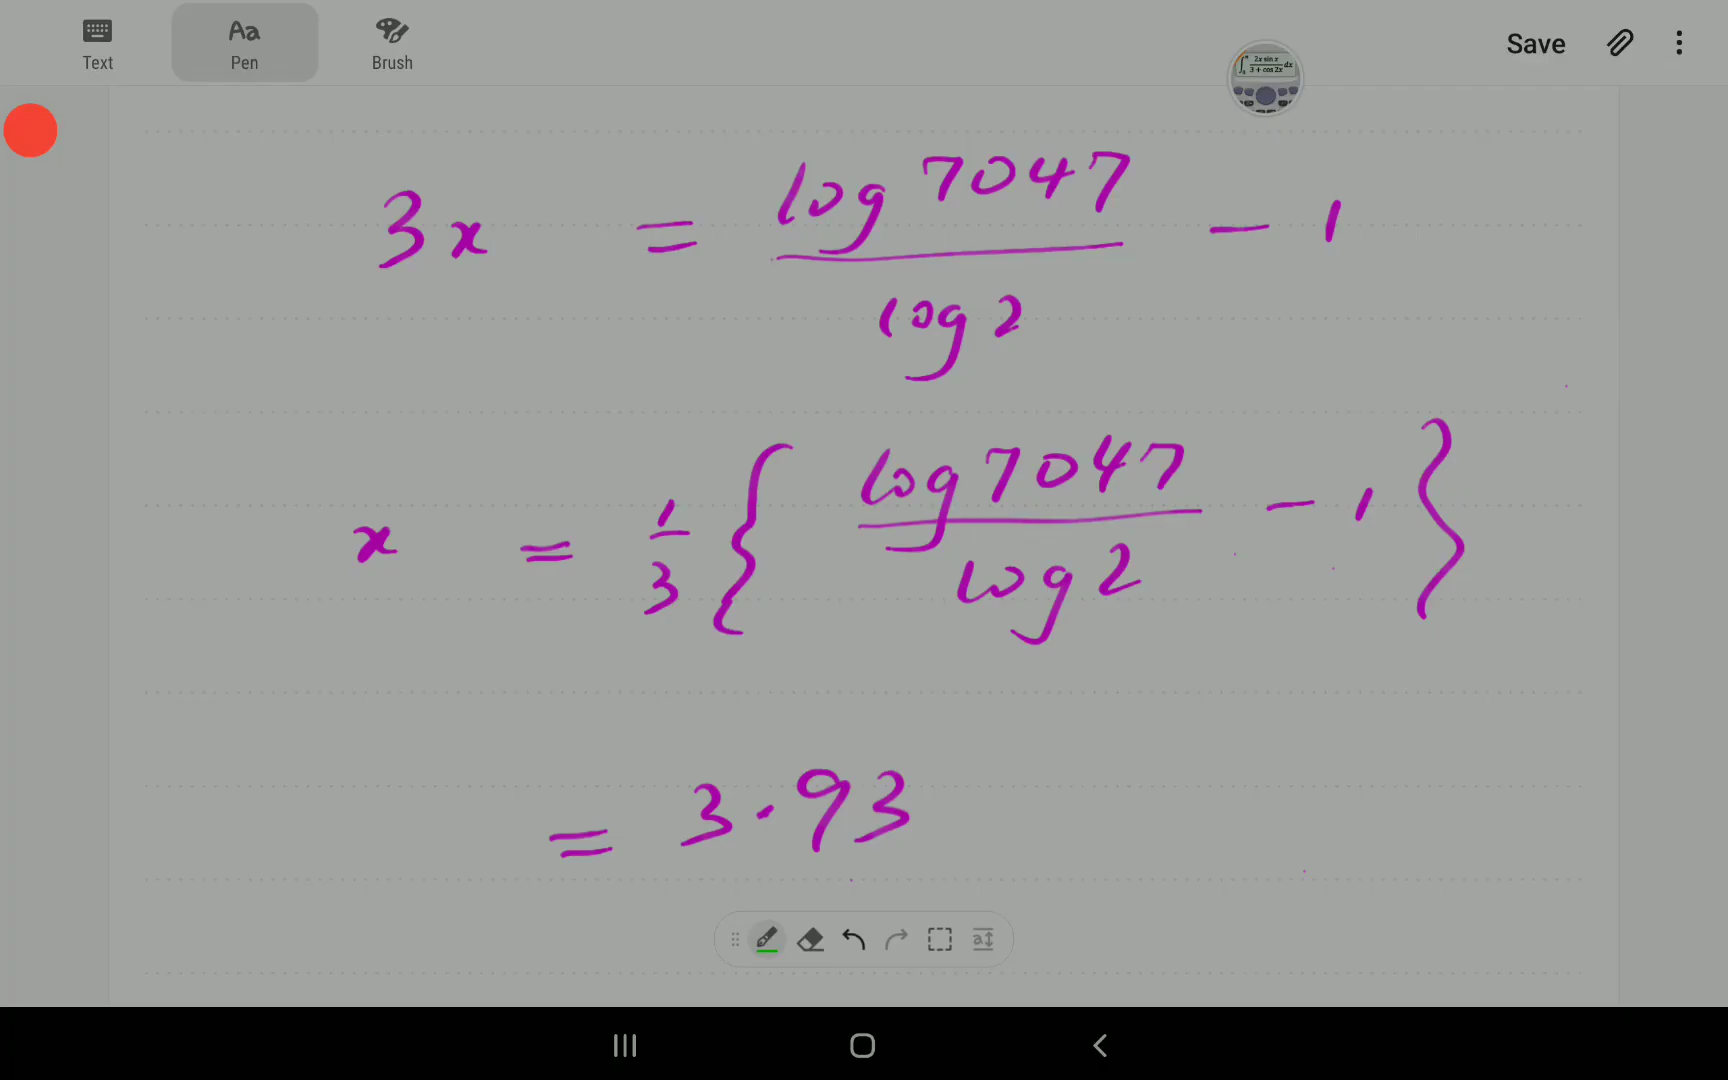 Text Pen Brush Save
3x = log 7047 / log 2 - 1
x = 1/3 { log 7047 / log 2 - 1 }
= 3.93